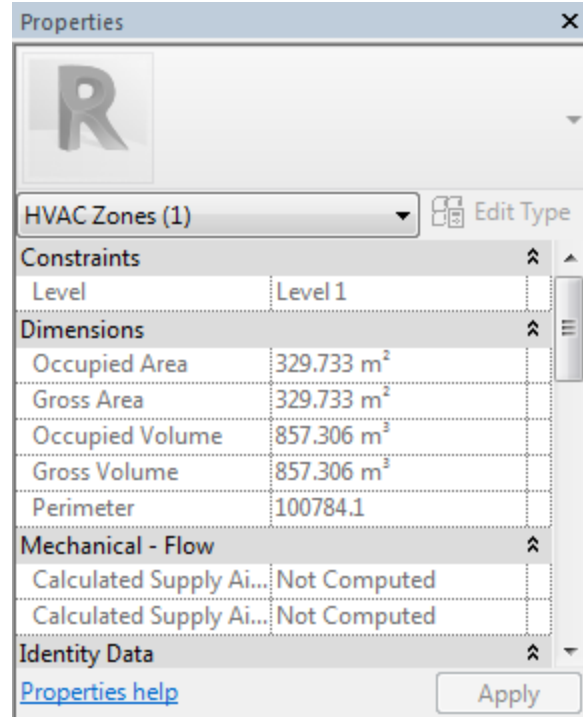 Properties
R
HVAC Zones (1) Edit Type
Constraints
Level Level 1
Dimensions
Occupied Area 329.733 m²
Gross Area 329.733 m²
Occupied Volume 857.306 m³
Gross Volume 857.306 m³
Perimeter 100784.1
Mechanical - Flow
Calculated Supply Ai... Not Computed
Calculated Supply Ai... Not Computed
Identity Data
Properties help Apply